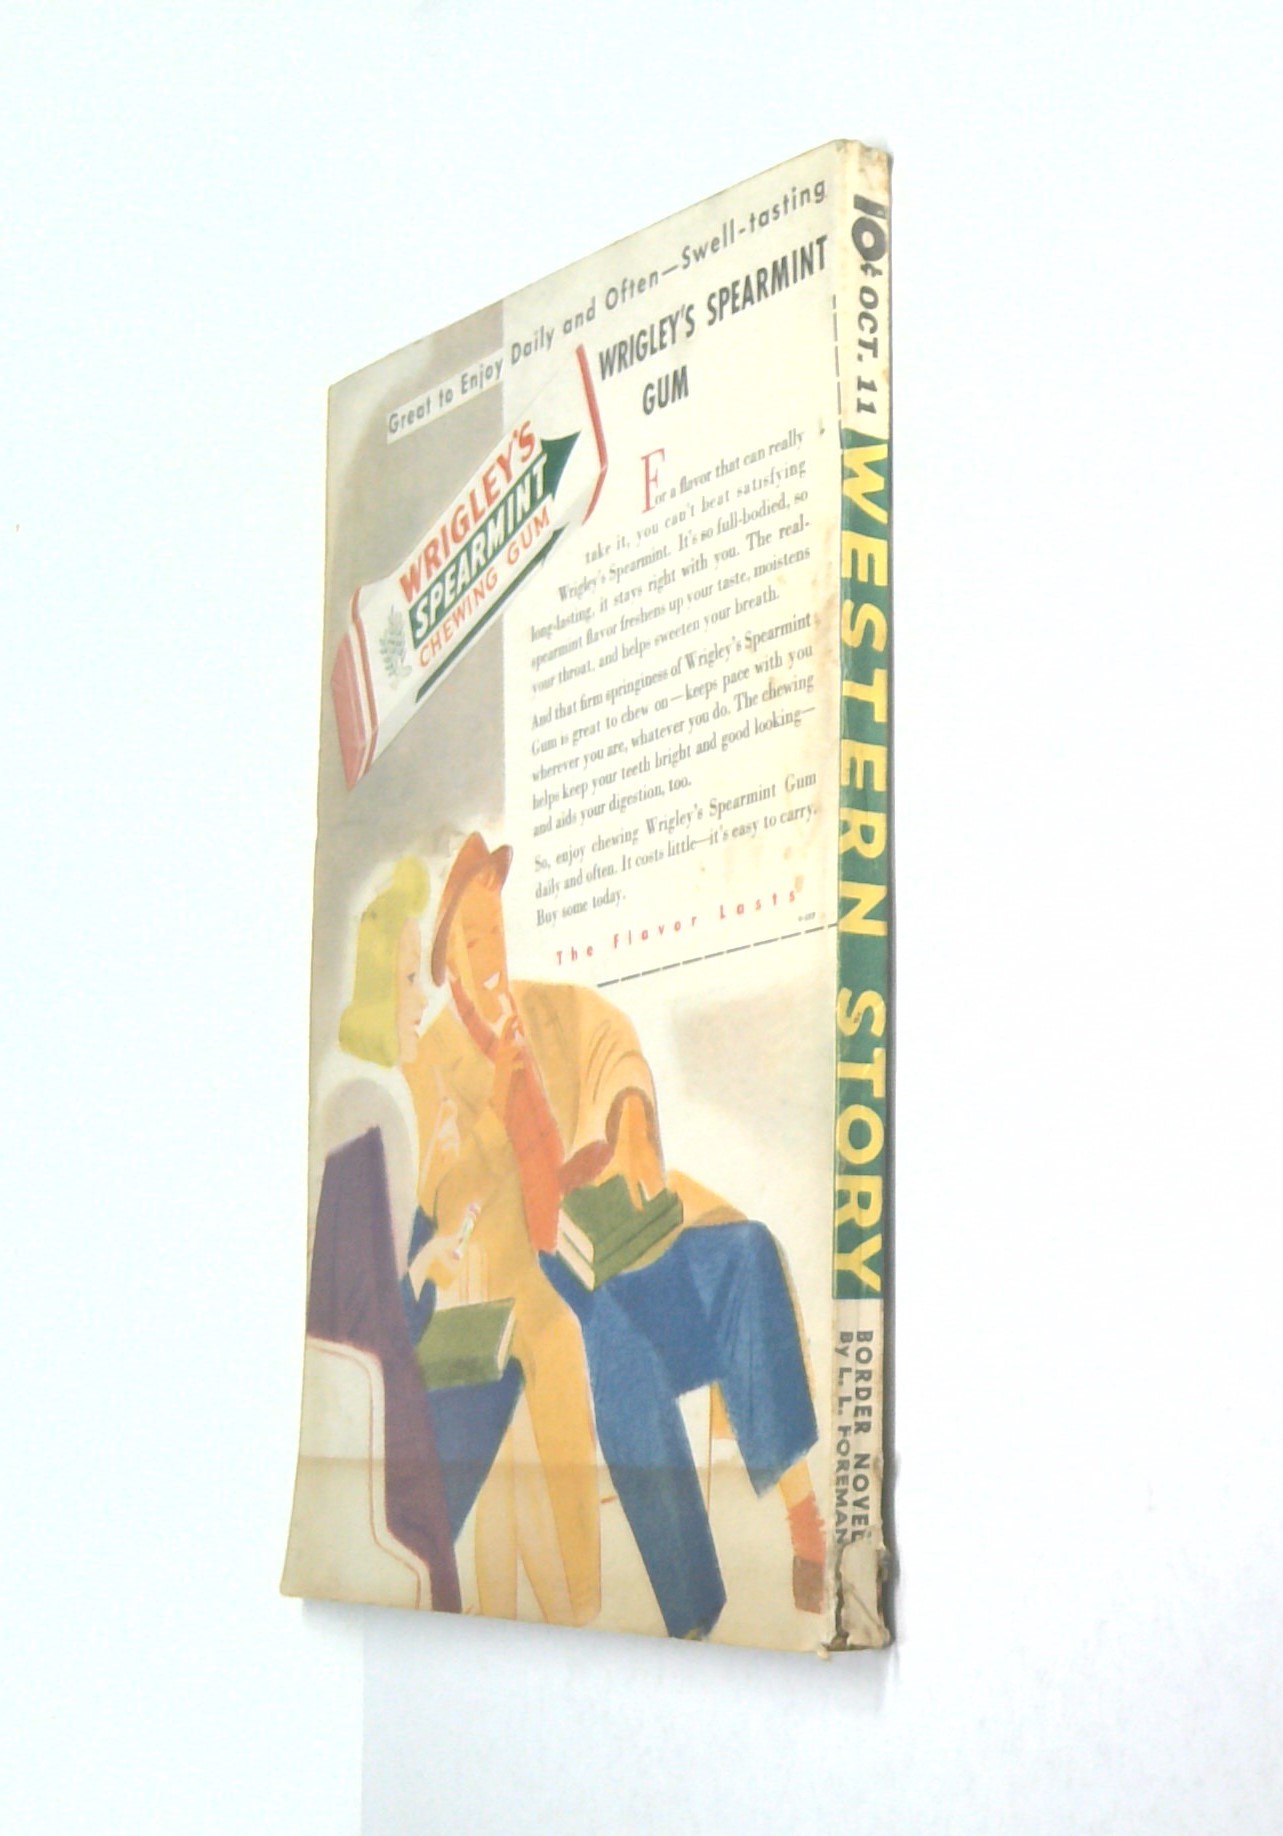 Great to Enjoy Daily and Often—Swell-tasting
WRIGLEY'S SPEARMINT
GUM
WRIGLEY'S
SPEARMINT
CHEWING GUM
For a flavor that can really
take it, you can't beat satisfying
Wrigley's Spearmint. It's so full-bodied, so
long-lasting, it stays right with you. The real-
spearmint flavor freshens up your taste, moistens
your throat, and helps sweeten your breath.
And that firm springiness of Wrigley's Spearmint
Gum is great to chew on—keeps pace with you
wherever you are, whatever you do. The chewing
helps keep your teeth bright and good looking—
and aids your digestion, too.
So, enjoy chewing Wrigley's Spearmint Gum
daily and often. It costs little—it's easy to carry.
Buy some today.
The Flavor Lasts
10¢ OCT. 11
WESTERN STORY
BORDER NOVEL
By L. L. FOREMAN